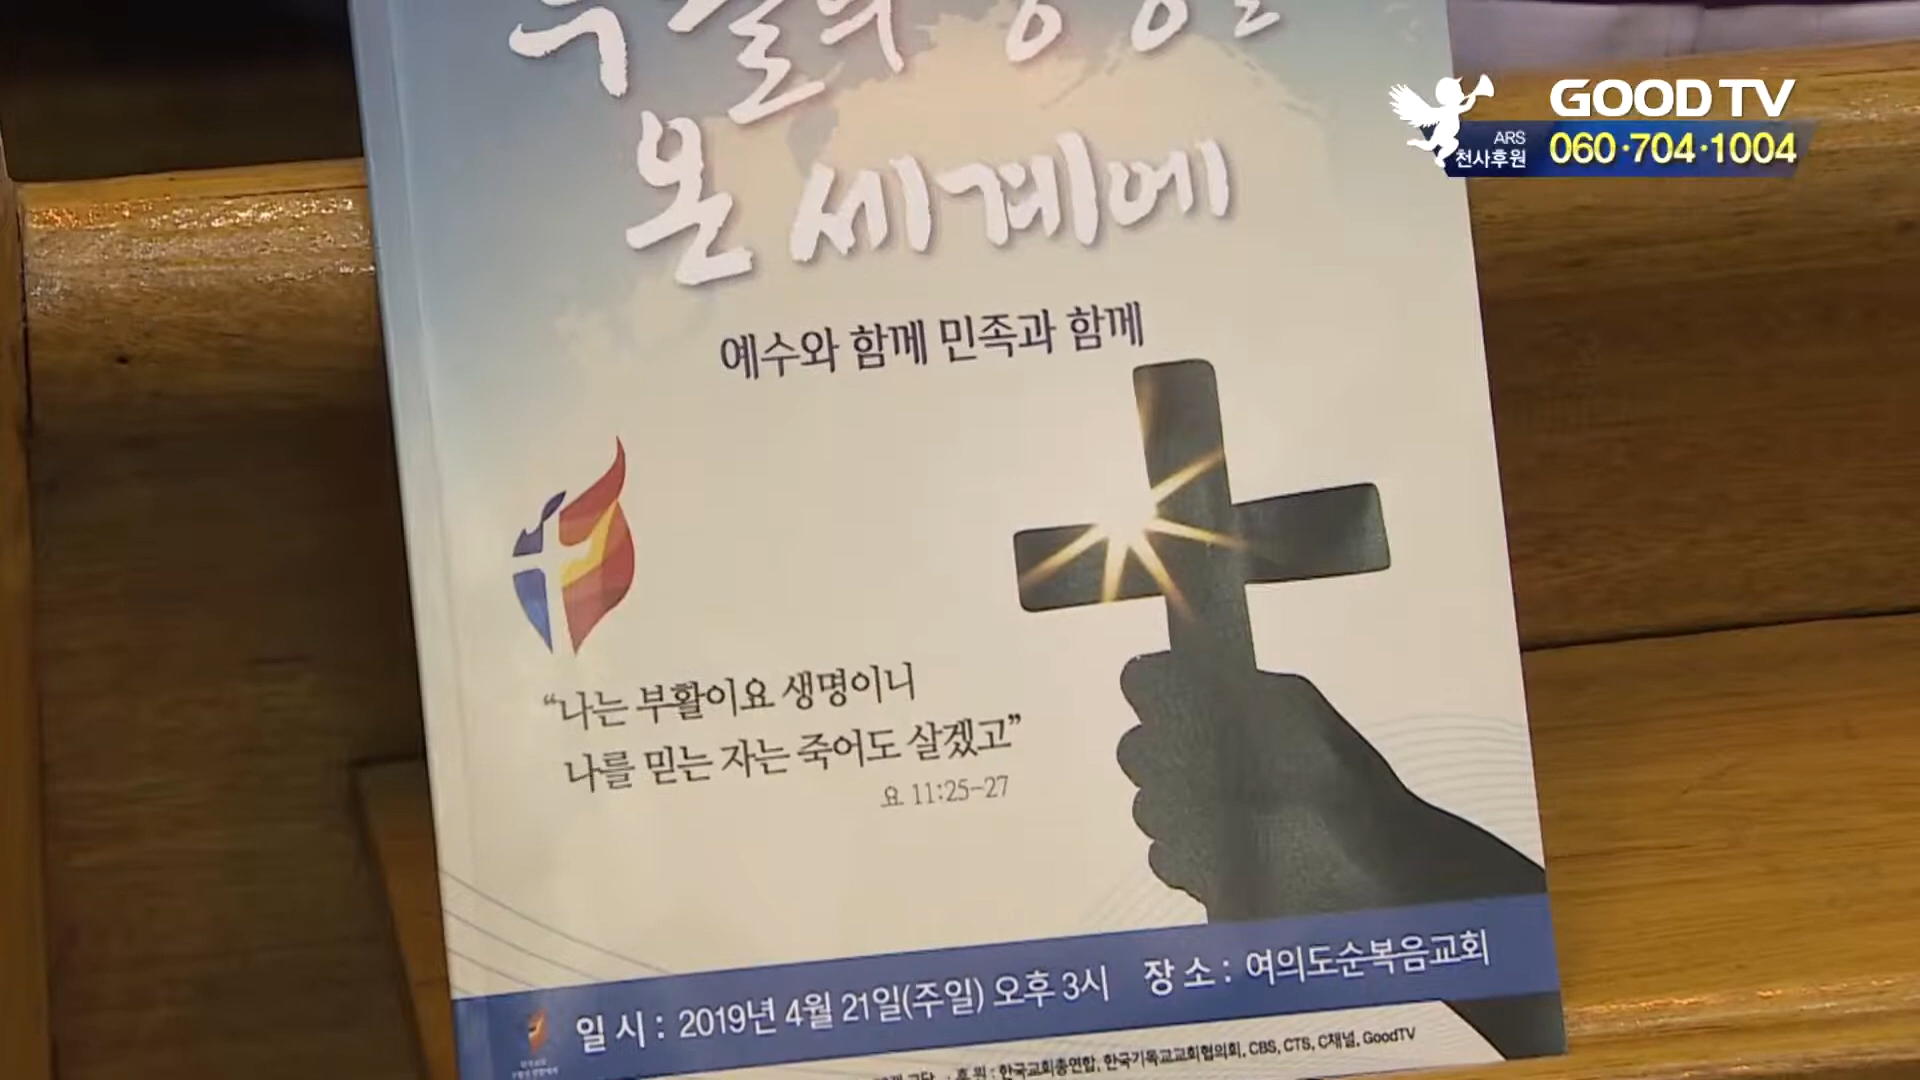 GOOD TV
ARS
천사후원
060·704·1004
온 세계에
예수와 함께 민족과 함께
“나는 부활이요 생명이니
나를 믿는 자는 죽어도 살겠고”
요 11:25-27
일 시 : 2019년 4월 21일(주일) 오후 3시 장 소 : 여의도순복음교회
후 원 : 한국교회총연합, 한국기독교교회협의회, CBS, CTS, C채널, GoodTV